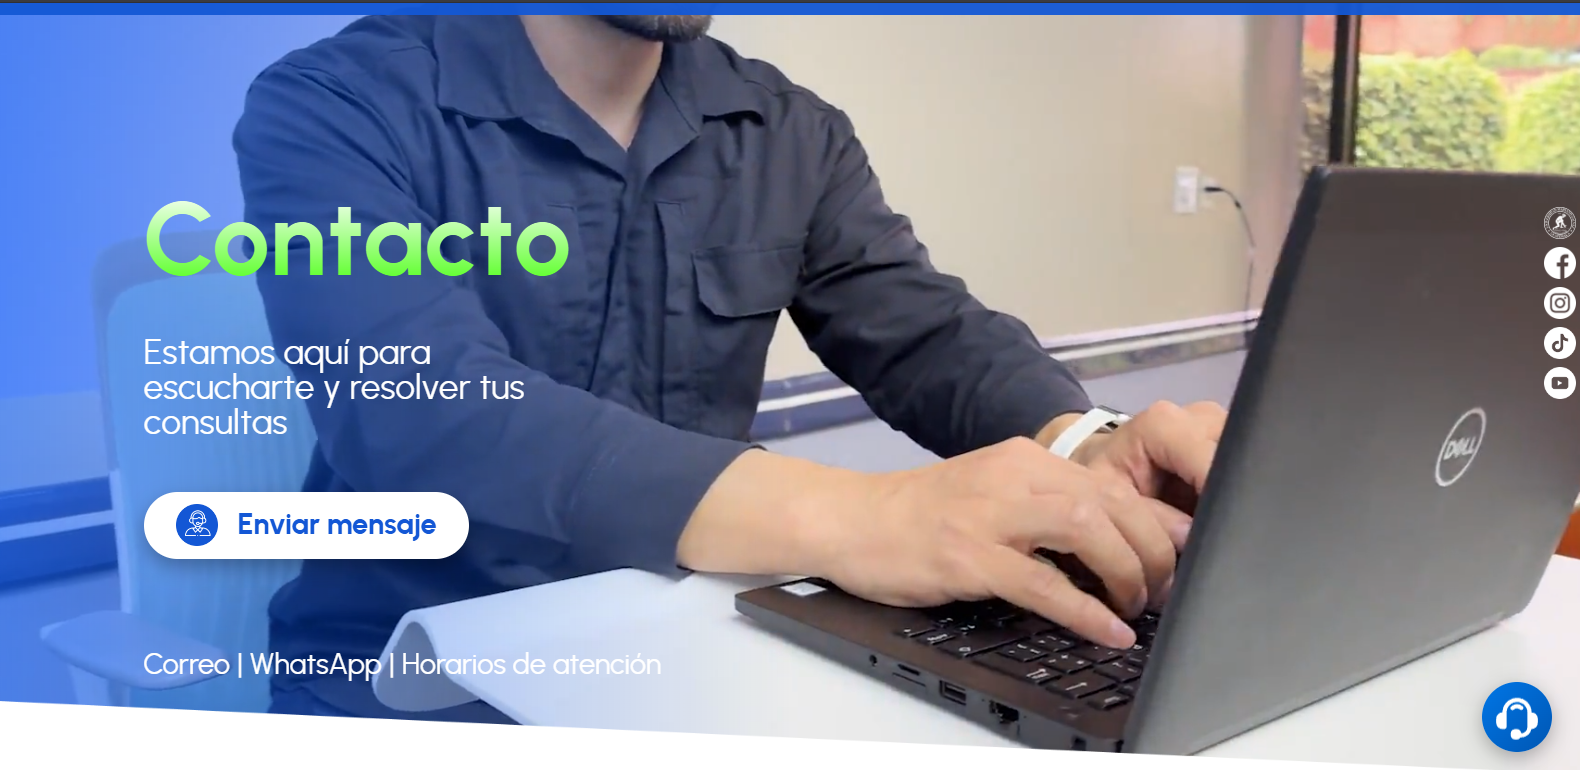 Contacto
Estamos aquí para
escucharte y resolver tus
consultas
Enviar mensaje
DELL
Correo | WhatsApp | Horarios de atención